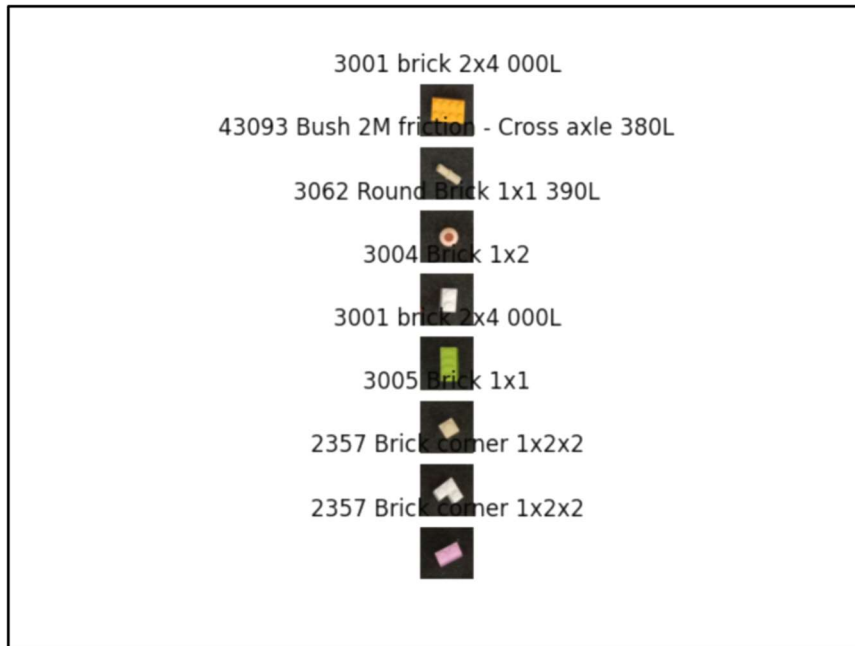 3001 brick 2x4 000L
43093 Bush 2M friction - Cross axle 380L
3062 Round Brick 1x1 390L
3004 Brick 1x2
3001 brick 2x4 000L
3005 Brick 1x1
2357 Brick corner 1x2x2
2357 Brick corner 1x2x2